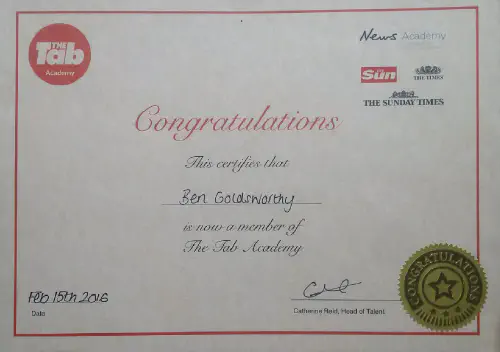 THE
Tab
Academy
News Academy
THE Sun
THE TIMES
THE SUNDAY TIMES
Congratulations
This certifies that
Ben Goldsworthy
is now a member of
The Tab Academy
Feb 15th 2016
Date
Catherine Reid, Head of Talent
CONGRATULATIONS